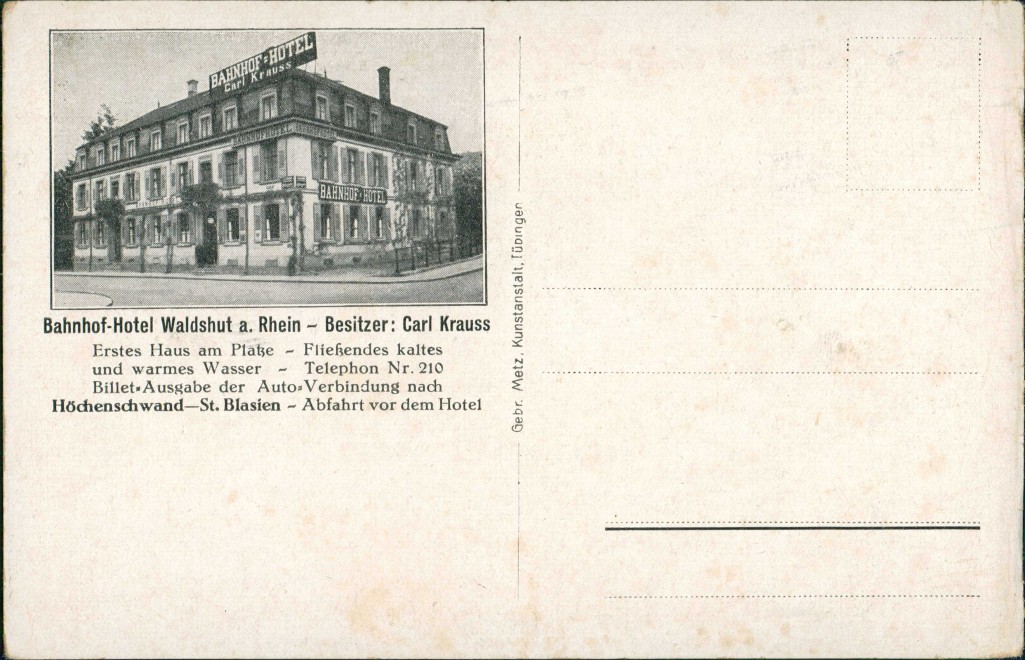 BAHNHOF-HOTEL
Carl Krauss
BAHNHOF-HOTEL
Bahnhof-Hotel Waldshut a. Rhein – Besitzer: Carl Krauss
Erstes Haus am Platze – Fließendes kaltes
und warmes Wasser – Telephon Nr. 210
Billet-Ausgabe der Auto-Verbindung nach
Höchenschwand—St. Blasien – Abfahrt vor dem Hotel
Gebr. Metz, Kunstanstalt, Tübingen